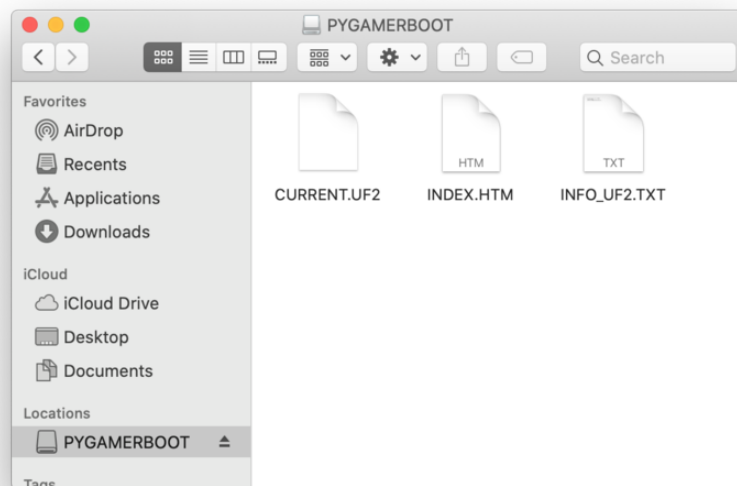 PYGAMERBOOT
Search
Favorites
AirDrop
Recents
Applications
Downloads
iCloud
iCloud Drive
Desktop
Documents
Locations
PYGAMERBOOT
Tags
HTM
TXT
CURRENT.UF2
INDEX.HTM
INFO_UF2.TXT